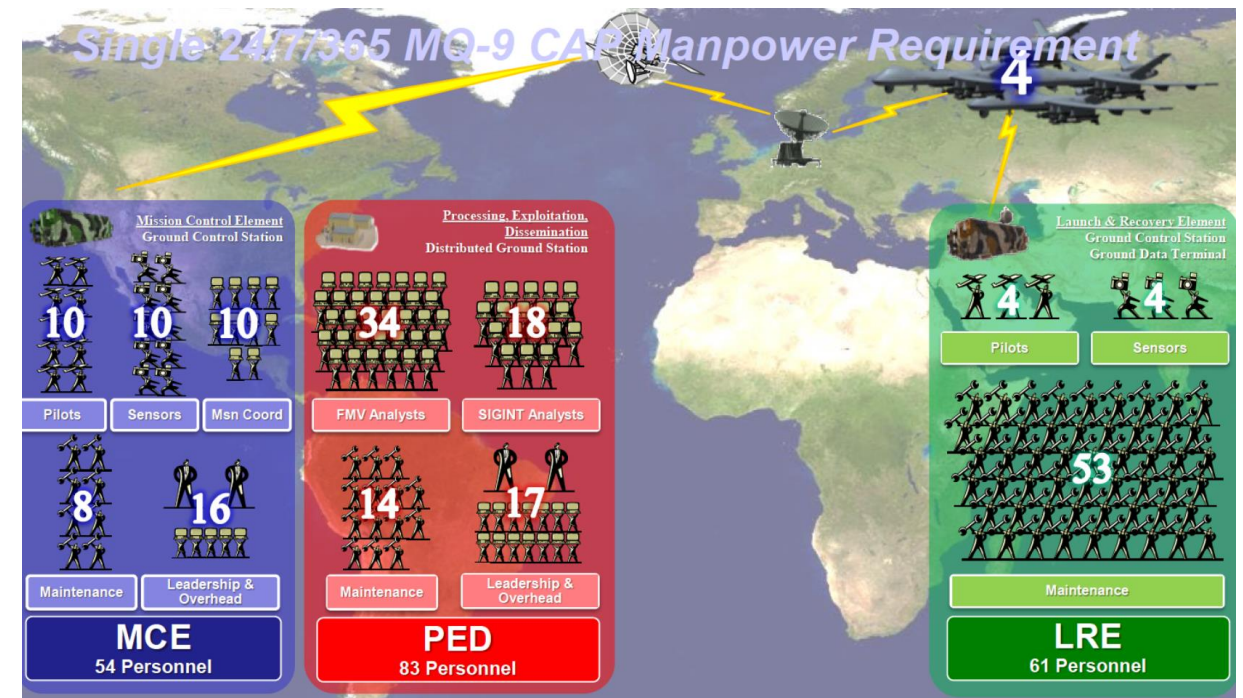 Single 24/7/365 MQ-9 CAP Manpower Requirement
4
Mission Control Element
Ground Control Station
10
10
10
Pilots
Sensors
Msn Coord
8
16
Maintenance
Leadership &
Overhead
MCE
54 Personnel
Processing, Exploitation,
Dissemination
Distributed Ground Station
34
18
FMV Analysts
SIGINT Analysts
14
17
Maintenance
Leadership &
Overhead
PED
83 Personnel
Launch & Recovery Element
Ground Control Station
Ground Data Terminal
4
4
Pilots
Sensors
53
Maintenance
LRE
61 Personnel